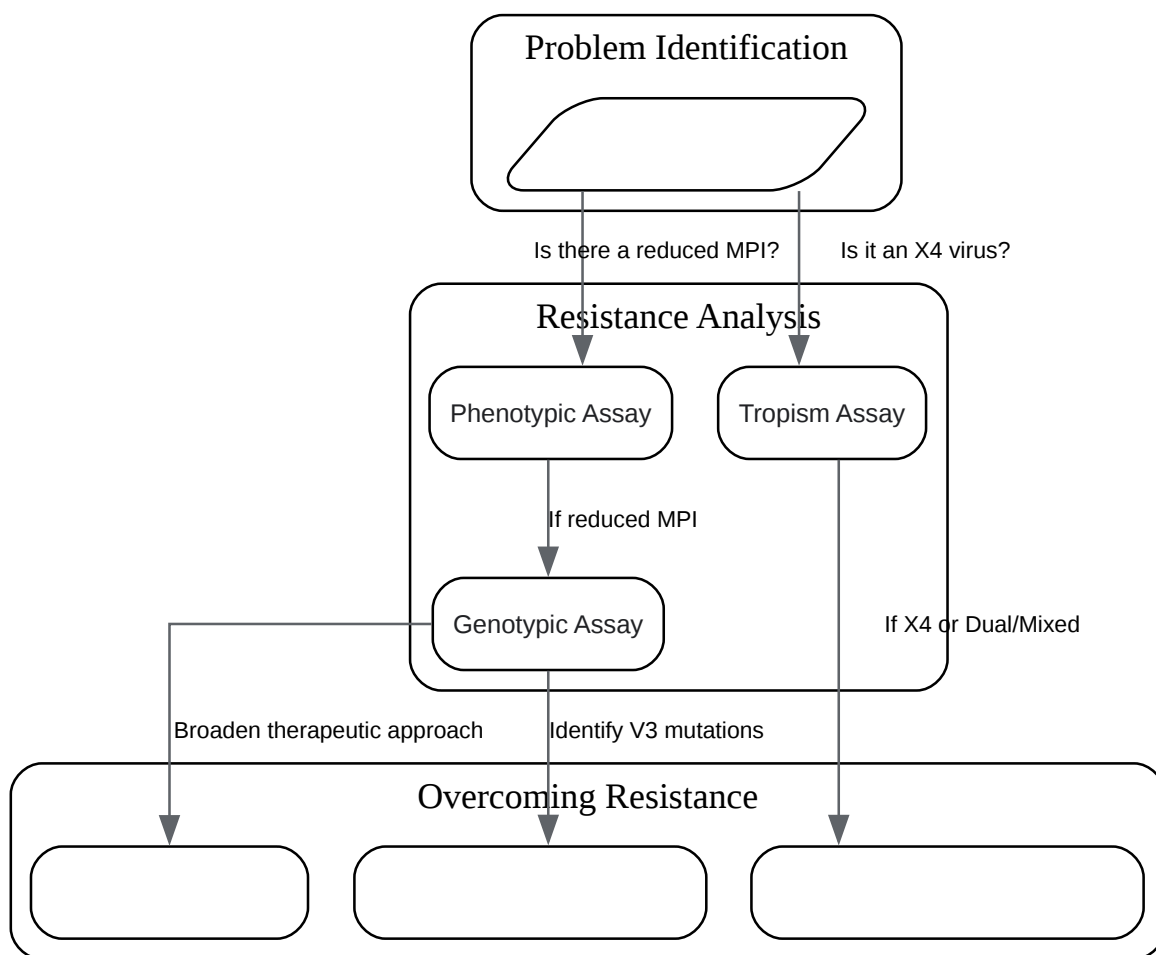 Problem Identification
Is there a reduced MPI?
Is it an X4 virus?
Resistance Analysis
Phenotypic Assay
Tropism Assay
If reduced MPI
Genotypic Assay
If X4 or Dual/Mixed
Broaden therapeutic approach
Identify V3 mutations
Overcoming Resistance